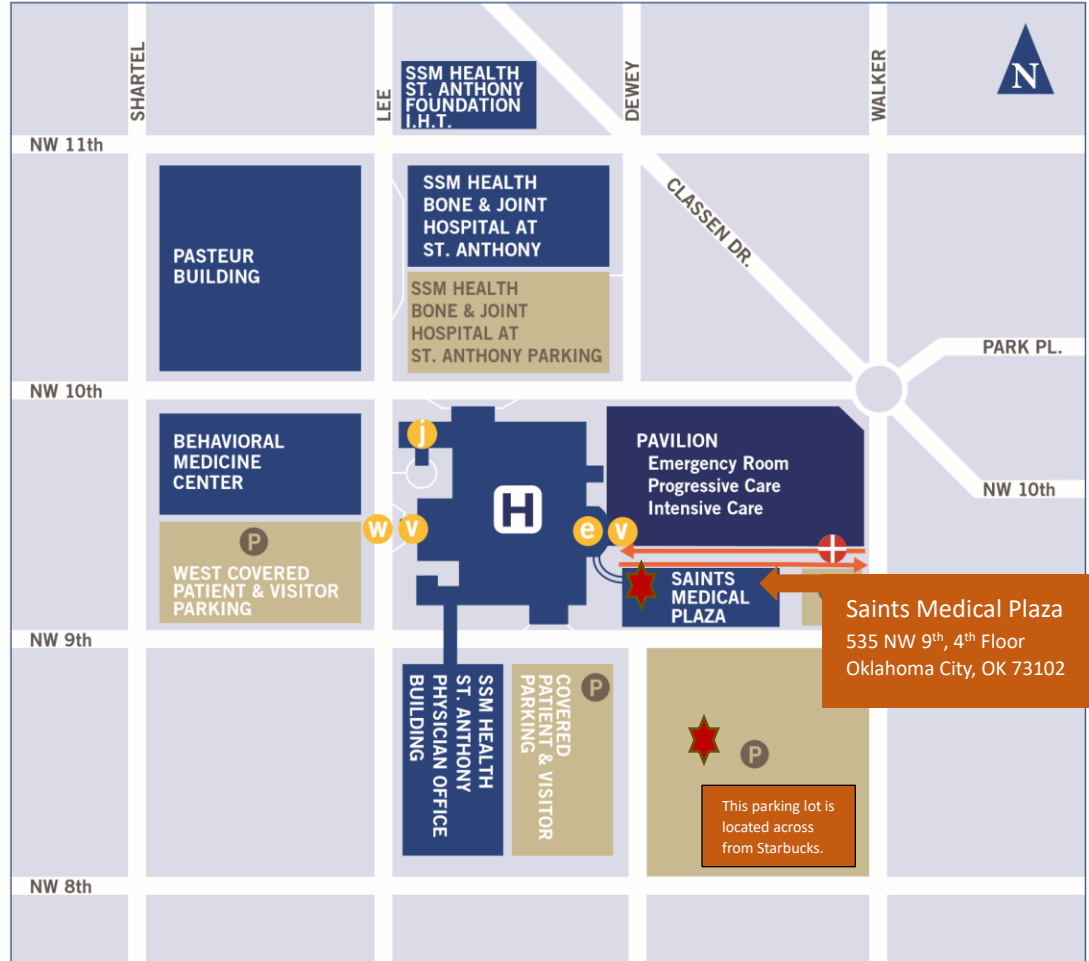 SHARTEL
LEE
DEWEY
WALKER
N
SSM HEALTH
ST. ANTHONY
FOUNDATION
I.H.T.
NW 11th
CLASSEN DR.
PASTEUR
BUILDING
SSM HEALTH
BONE & JOINT
HOSPITAL AT
ST. ANTHONY
SSM HEALTH
BONE & JOINT
HOSPITAL AT
ST. ANTHONY PARKING
PARK PL.
NW 10th
NW 10th
BEHAVIORAL
MEDICINE
CENTER
j
H
PAVILION
Emergency Room
Progressive Care
Intensive Care
w
v
e
v
P
WEST COVERED
PATIENT & VISITOR
PARKING
SAINTS
MEDICAL
PLAZA
Saints Medical Plaza
535 NW 9th, 4th Floor
Oklahoma City, OK 73102
NW 9th
SSM HEALTH
ST. ANTHONY
PHYSICIAN OFFICE
BUILDING
COVERED
PATIENT & VISITOR
PARKING
P
P
This parking lot is
located across
from Starbucks.
NW 8th